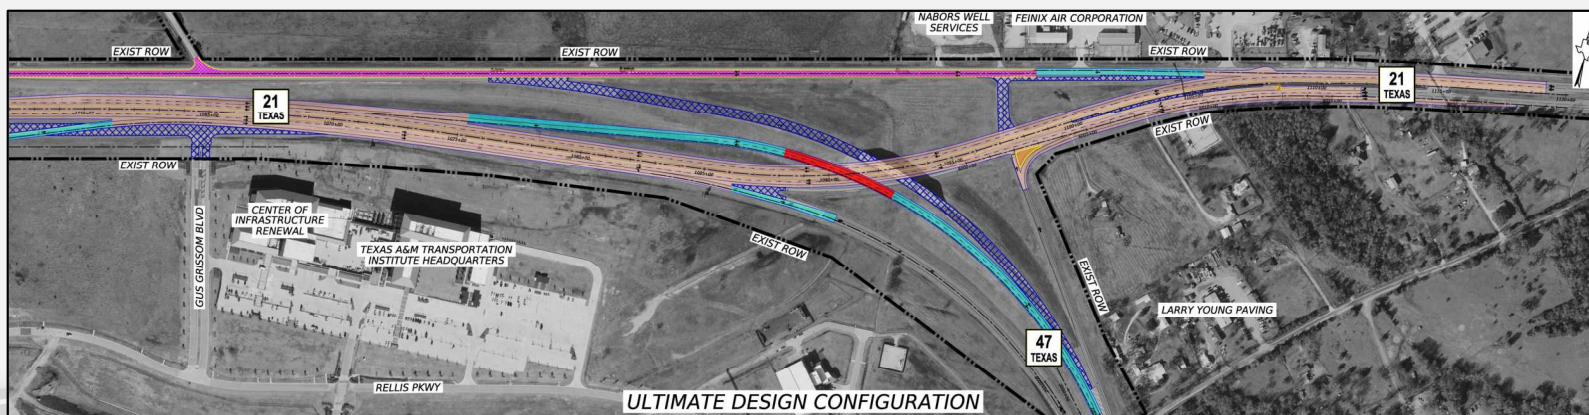 NABORS WELL
SERVICES
FEINIX AIR CORPORATION
EXIST ROW
EXIST ROW
EXIST ROW
21
TEXAS
21
TEXAS
EXIST ROW
EXIST ROW
GUS GRISSOM BLVD
CENTER OF
INFRASTRUCTURE
RENEWAL
TEXAS A&M TRANSPORTATION
INSTITUTE HEADQUARTERS
EXIST ROW
EXIST ROW
LARRY YOUNG PAVING
47
TEXAS
RELLIS PKWY
ULTIMATE DESIGN CONFIGURATION